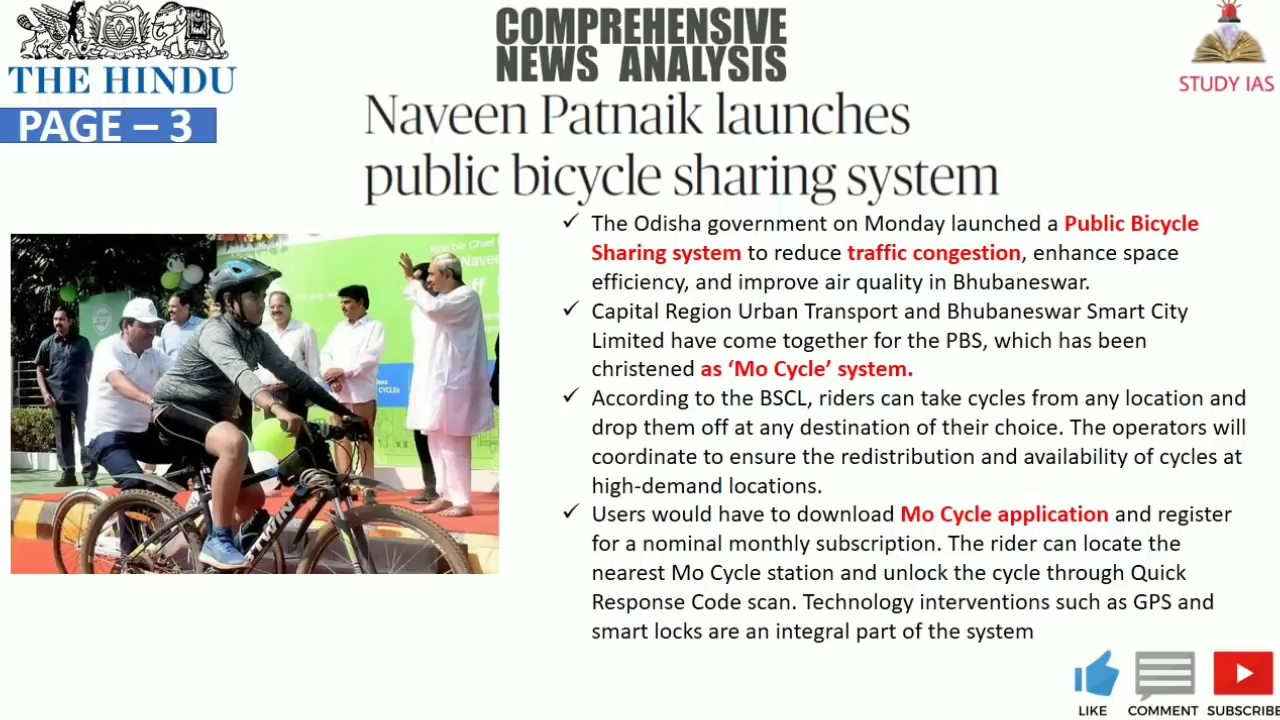 THE HINDU
PAGE – 3
COMPREHENSIVE
NEWS ANALYSIS
STUDY IAS
Naveen Patnaik launches
public bicycle sharing system
Hon'ble Chief
Navee
ff
CYCLEs
TWIN
✓ The Odisha government on Monday launched a Public Bicycle
Sharing system to reduce traffic congestion, enhance space
efficiency, and improve air quality in Bhubaneswar.
✓ Capital Region Urban Transport and Bhubaneswar Smart City
Limited have come together for the PBS, which has been
christened as ‘Mo Cycle’ system.
✓ According to the BSCL, riders can take cycles from any location and
drop them off at any destination of their choice. The operators will
coordinate to ensure the redistribution and availability of cycles at
high-demand locations.
✓ Users would have to download Mo Cycle application and register
for a nominal monthly subscription. The rider can locate the
nearest Mo Cycle station and unlock the cycle through Quick
Response Code scan. Technology interventions such as GPS and
smart locks are an integral part of the system
LIKE COMMENT SUBSCRIBE